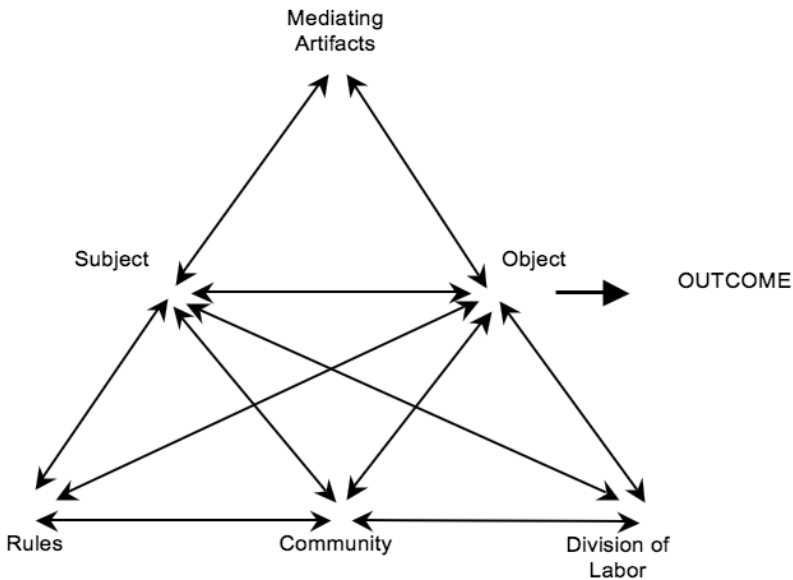 Mediating
Artifacts
Subject
Object
OUTCOME
Rules
Community
Division of
Labor